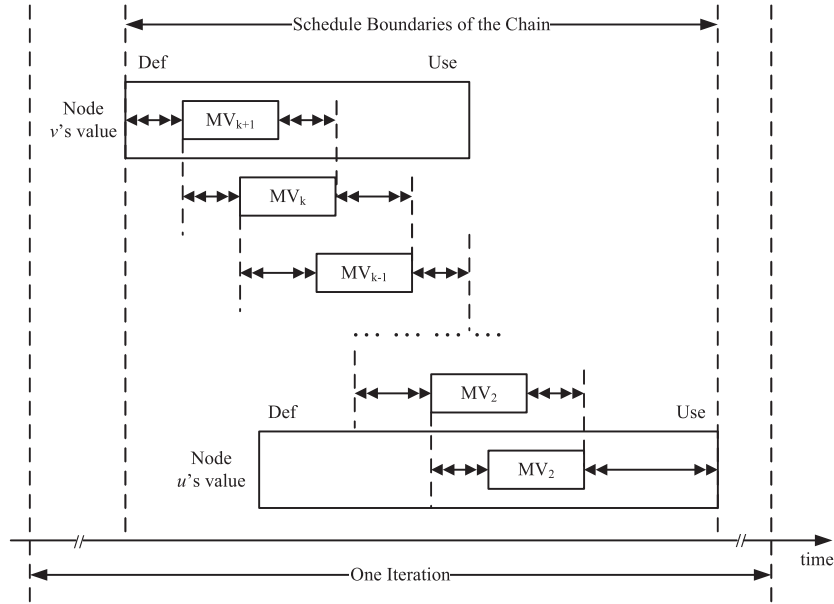 Schedule Boundaries of the Chain
Def Use
Node
v's value
MVk+1
MVk
MVk-1
... ... ... ...
MV2
Def Use
Node
u's value
MV2
time
One Iteration